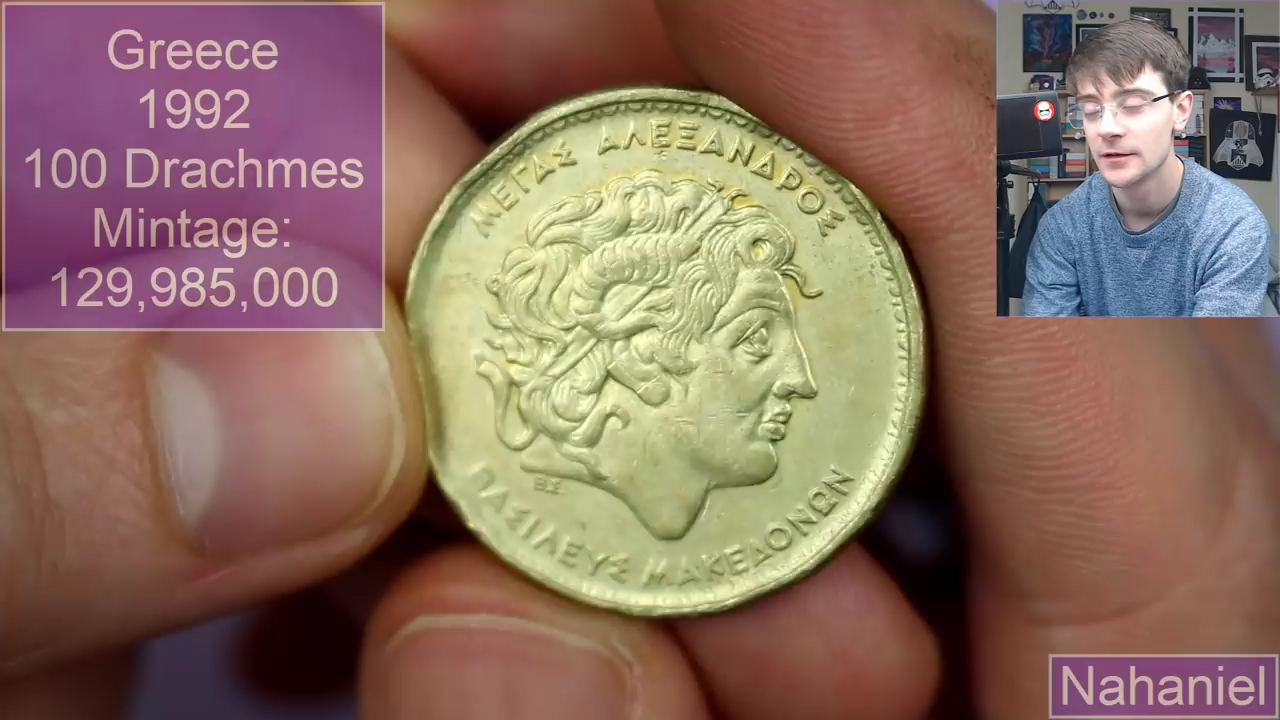 Greece
1992
100 Drachmes
Mintage:
129,985,000
ΜΕΓΑΣ ΑΛΕΞΑΝΔΡΟΣ
Β.Σ.
ΒΑΣΙΛΕΥΣ ΜΑΚΕΔΟΝΩΝ
Nahaniel